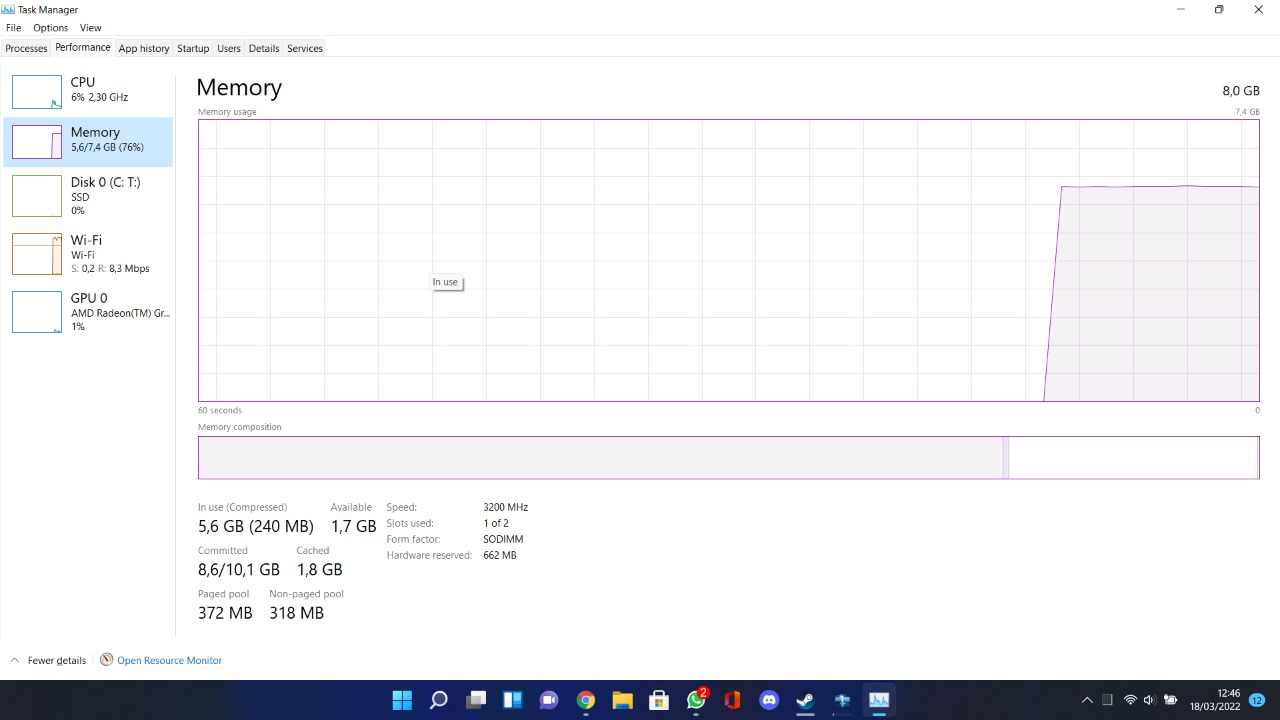 Task Manager
File Options View
Processes Performance App history Startup Users Details Services
CPU
6% 2,30 GHz
Memory
5,6/7,4 GB (76%)
Disk 0 (C: T:)
SSD
0%
Wi-Fi
Wi-Fi
S: 0,2 R: 8,3 Mbps
GPU 0
AMD Radeon(TM) Gr...
1%
Memory
8,0 GB
Memory usage
7,4 GB
In use
60 seconds
0
Memory composition
In use (Compressed) Available
5,6 GB (240 MB) 1,7 GB
Committed Cached
8,6/10,1 GB 1,8 GB
Paged pool Non-paged pool
372 MB 318 MB
Speed: 3200 MHz
Slots used: 1 of 2
Form factor: SODIMM
Hardware reserved: 662 MB
Fewer details Open Resource Monitor
2
12:46
18/03/2022
12